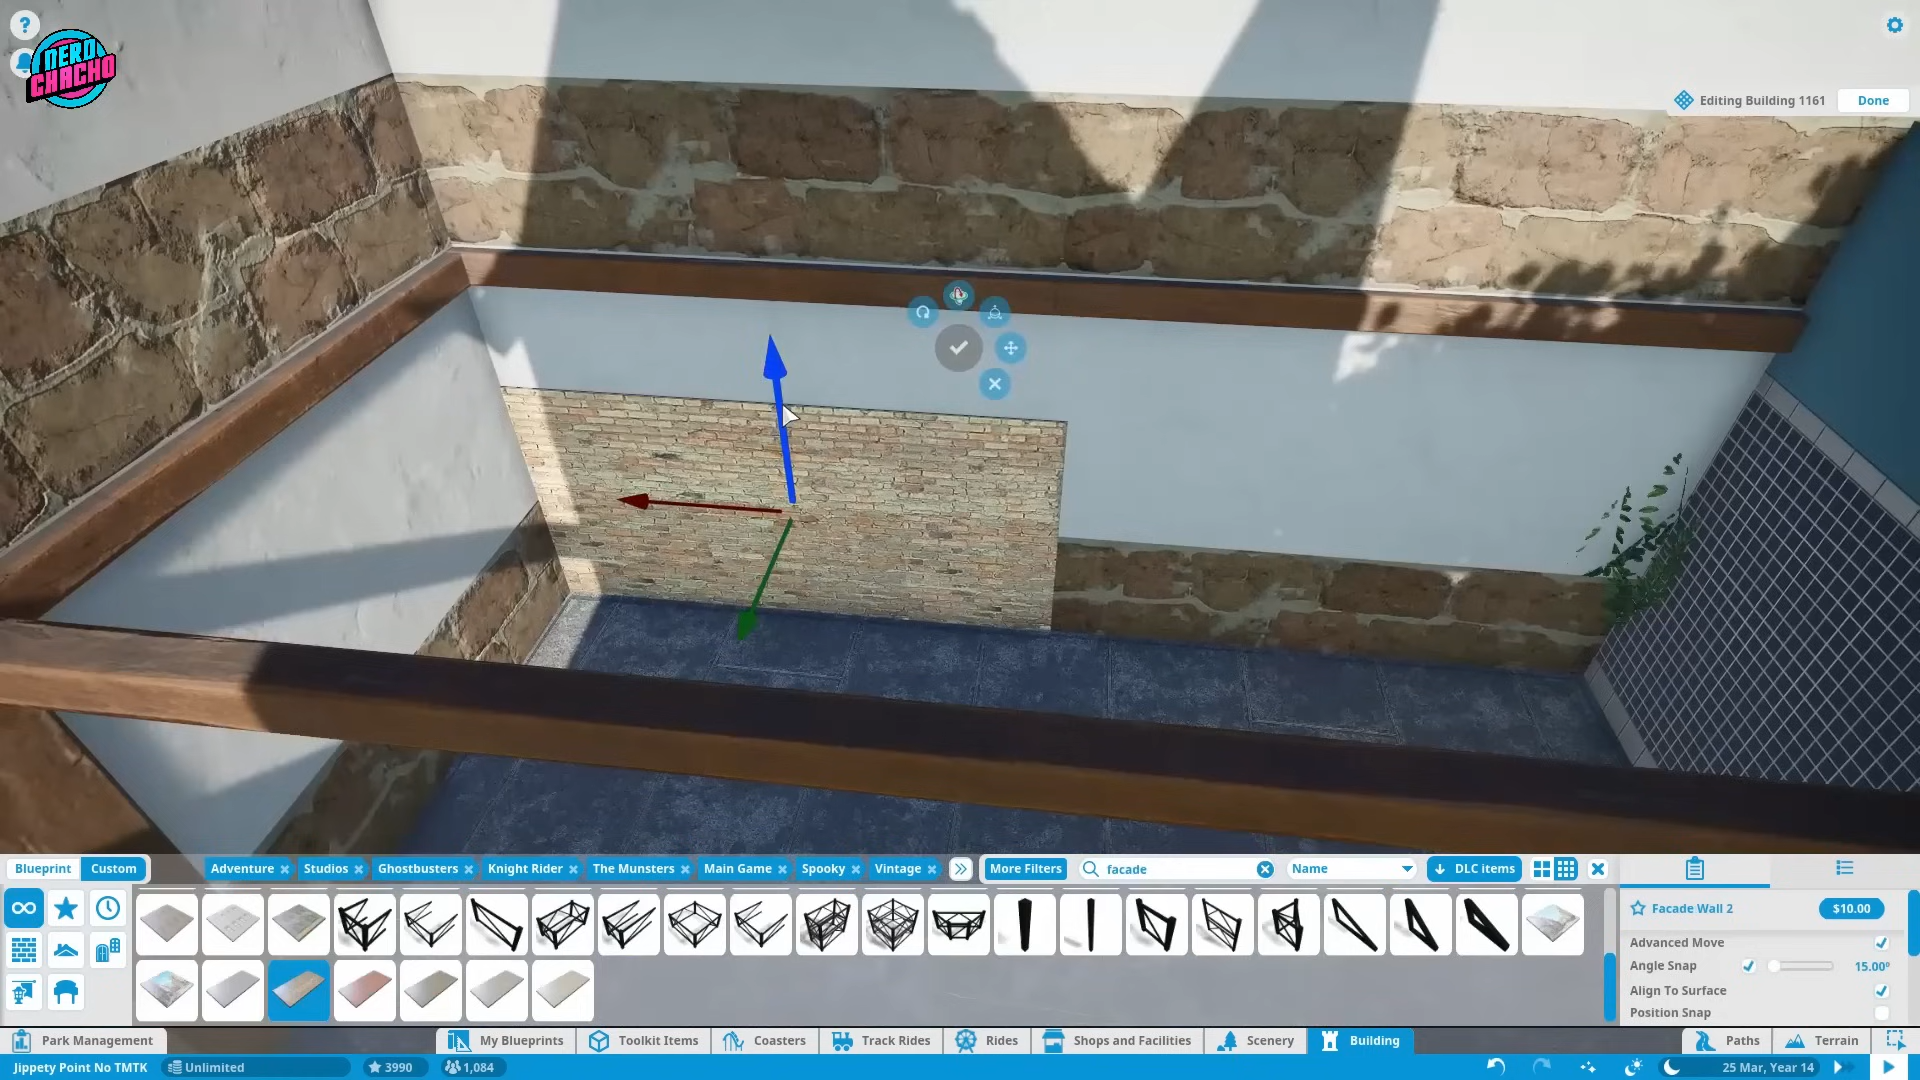 ?
DERO
CHACHO
Editing Building 1161
Done
Blueprint
Custom
Adventure
Studios
Ghostbusters
Knight Rider
The Munsters
Main Game
Spooky
Vintage
More Filters
facade
Name
DLC items
Facade Wall 2
$10.00
Advanced Move
Angle Snap
15.00°
Align To Surface
Position Snap
Park Management
My Blueprints
Toolkit Items
Coasters
Track Rides
Rides
Shops and Facilities
Scenery
Building
Paths
Terrain
Jippety Point No TMTK
Unlimited
3990
1,084
25 Mar, Year 14